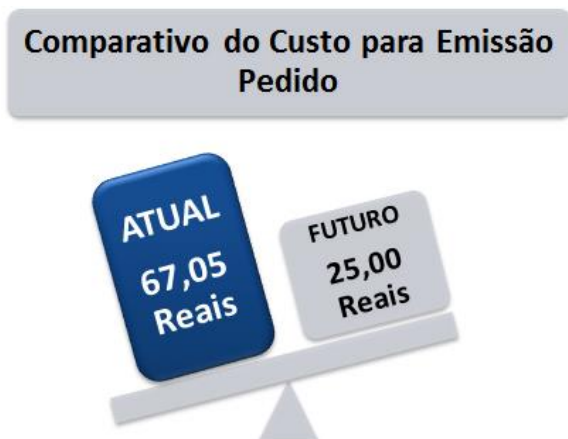 Comparativo do Custo para Emissão
Pedido
ATUAL
67,05
Reais
FUTURO
25,00
Reais